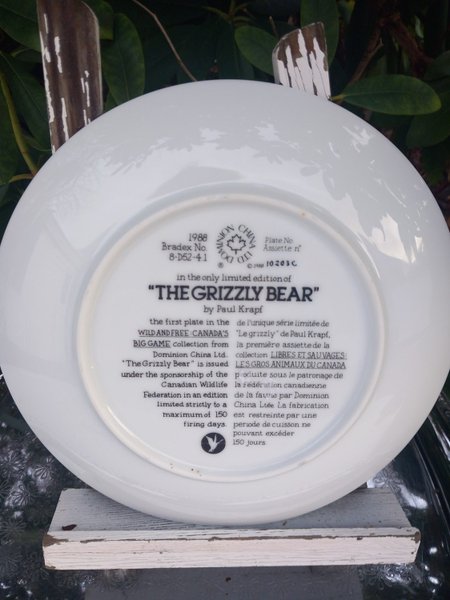 1988
Bradex No.
8-D52-4.1
DOMINION CHINA LTD
© 1988
Plate No.
Assiette n°
10203C
in the only limited edition of
"THE GRIZZLY BEAR"
by Paul Krapf
the first plate in the
WILD AND FREE: CANADA'S
BIG GAME collection from
Dominion China Ltd.
"The Grizzly Bear" is issued
under the sponsorship of the
Canadian Wildlife
Federation in an edition
limited strictly to a
maximum of 150
firing days.
de l'unique série limitée de
"Le grizzly" de Paul Krapf,
la première assiette de la
collection LIBRES ET SAUVAGES:
LES GROS ANIMAUX DU CANADA
produite sous le patronage de
la Fédération canadienne
de la faune par Dominion
China Ltée. La fabrication
est restreinte par une
période de cuisson ne
pouvant excéder
150 jours.